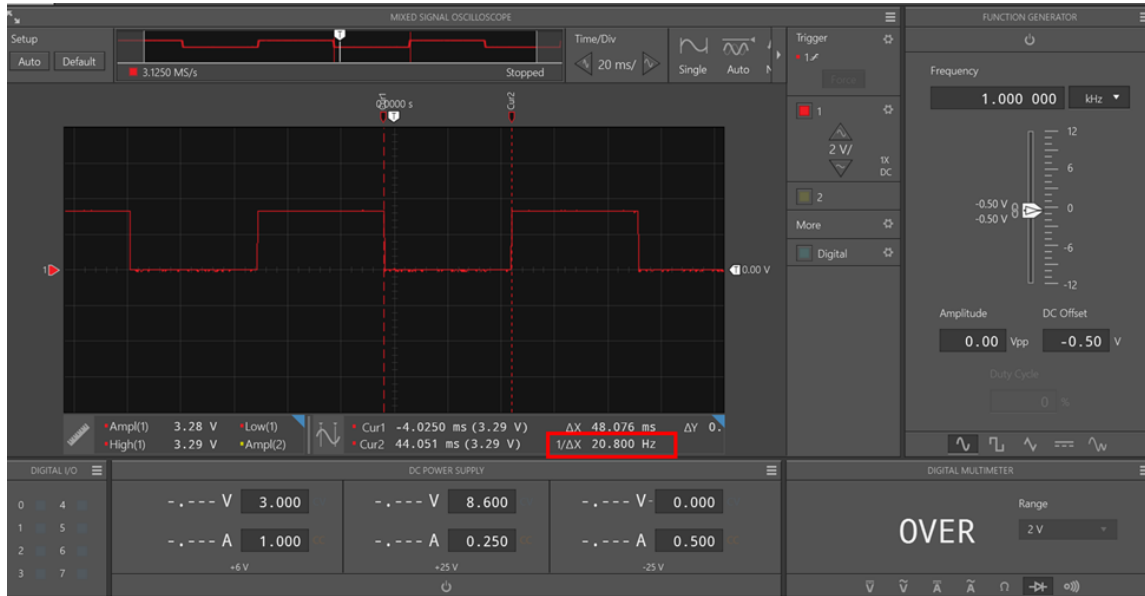 MIXED SIGNAL OSCILLOSCOPE
Setup
Auto Default
T
3.1250 MS/s
Stopped
Time/Div
20 ms/
Single Auto
Trigger
1
Force
0.0000 s
Cur2
T
1
2 V/
1X
DC
2
More
Digital
1
T 0.00 V
Ampl(1) 3.28 V Low(1)
High(1) 3.29 V Ampl(2)
Cur1 -4.0250 ms (3.29 V) ΔX 48.076 ms ΔY 0.
Cur2 44.051 ms (3.29 V) 1/ΔX 20.800 Hz
FUNCTION GENERATOR
Frequency
1.000 000 kHz
12
6
-0.50 V
-0.50 V
0
-6
-12
Amplitude DC Offset
0.00 Vpp -0.50 V
Duty Cycle
0 %
DIGITAL I/O
0 4
1 5
2 6
3 7
DC POWER SUPPLY
-.--- V 3.000
-.--- A 1.000 CC
+6 V
-.--- V 8.600
-.--- A 0.250 CC
+25 V
-.--- V- 0.000
-.--- A 0.500 CC
-25 V
DIGITAL MULTIMETER
OVER
Range
2 V
V V A A Ω